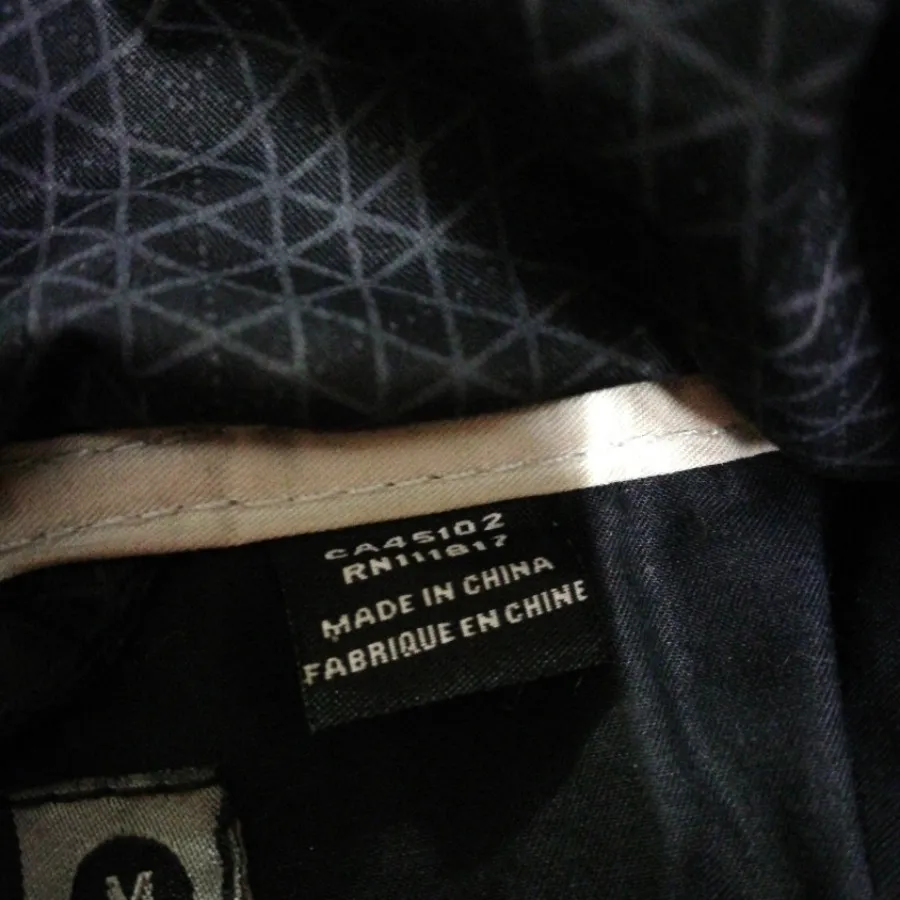 CA45102
RN111817
MADE IN CHINA
FABRIQUE EN CHINE
M